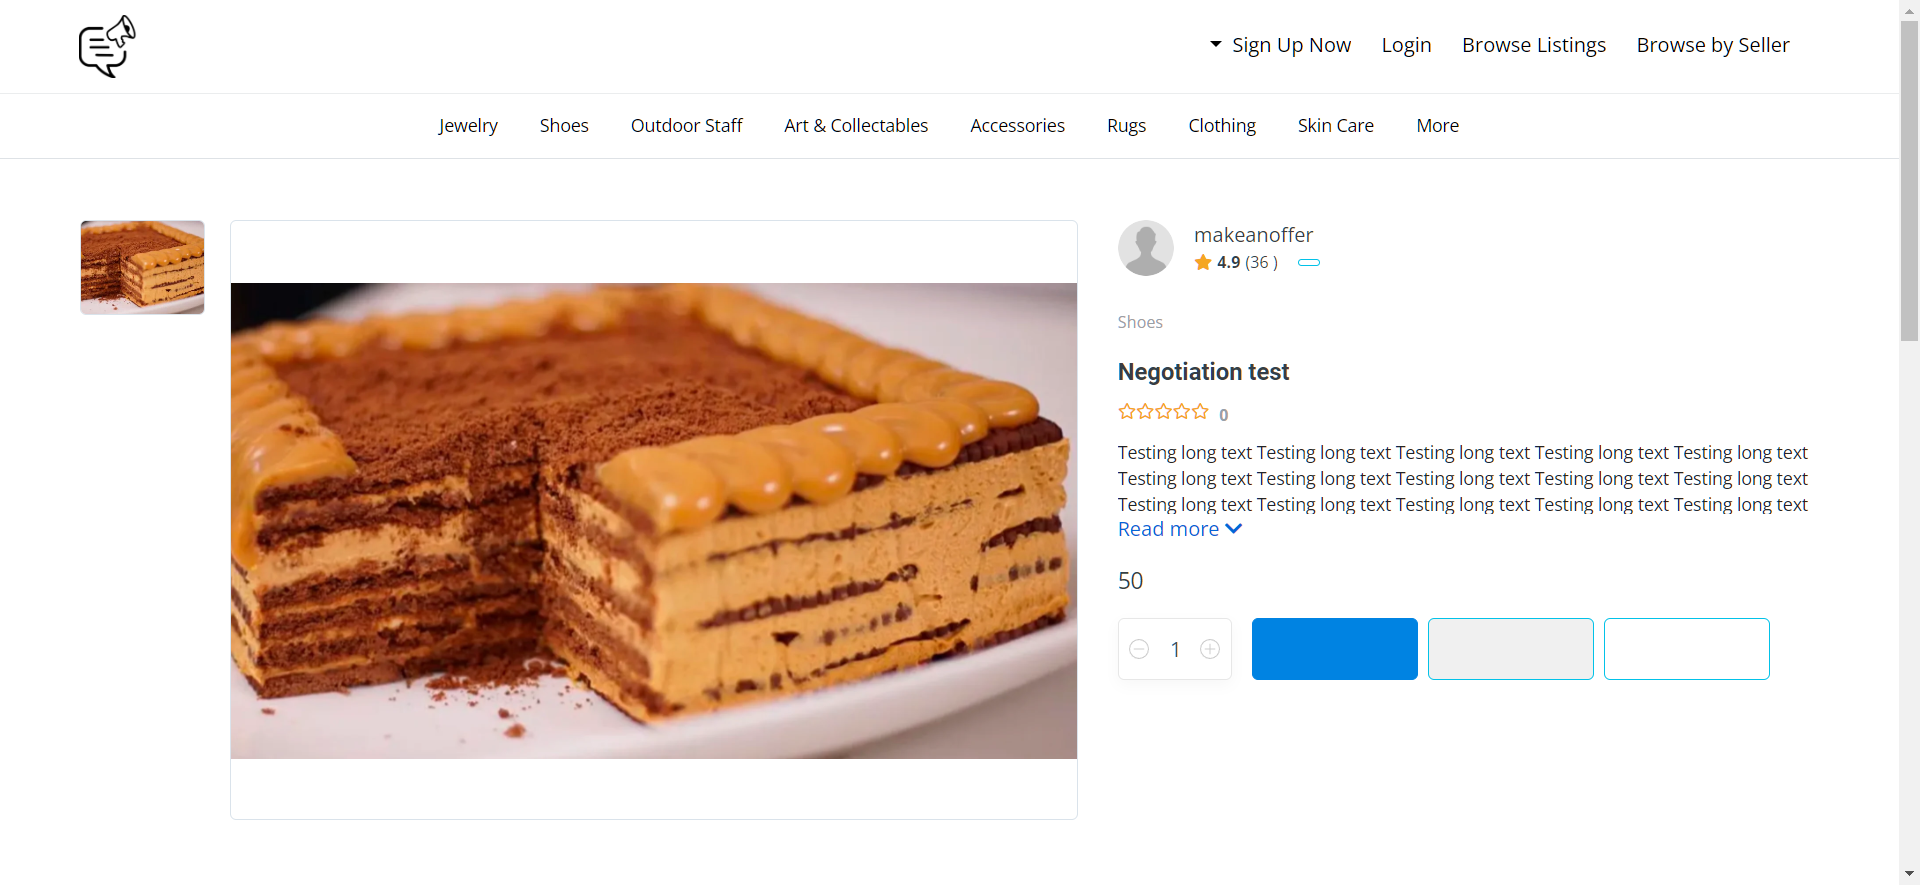 Sign Up Now
Login
Browse Listings
Browse by Seller
Jewelry
Shoes
Outdoor Staff
Art & Collectables
Accessories
Rugs
Clothing
Skin Care
More
makeanoffer
4.9 (36 )
Shoes
Negotiation test
0
Testing long text Testing long text Testing long text Testing long text Testing long text
Testing long text Testing long text Testing long text Testing long text Testing long text
Testing long text Testing long text Testing long text Testing long text Testing long text
Read more
50
1